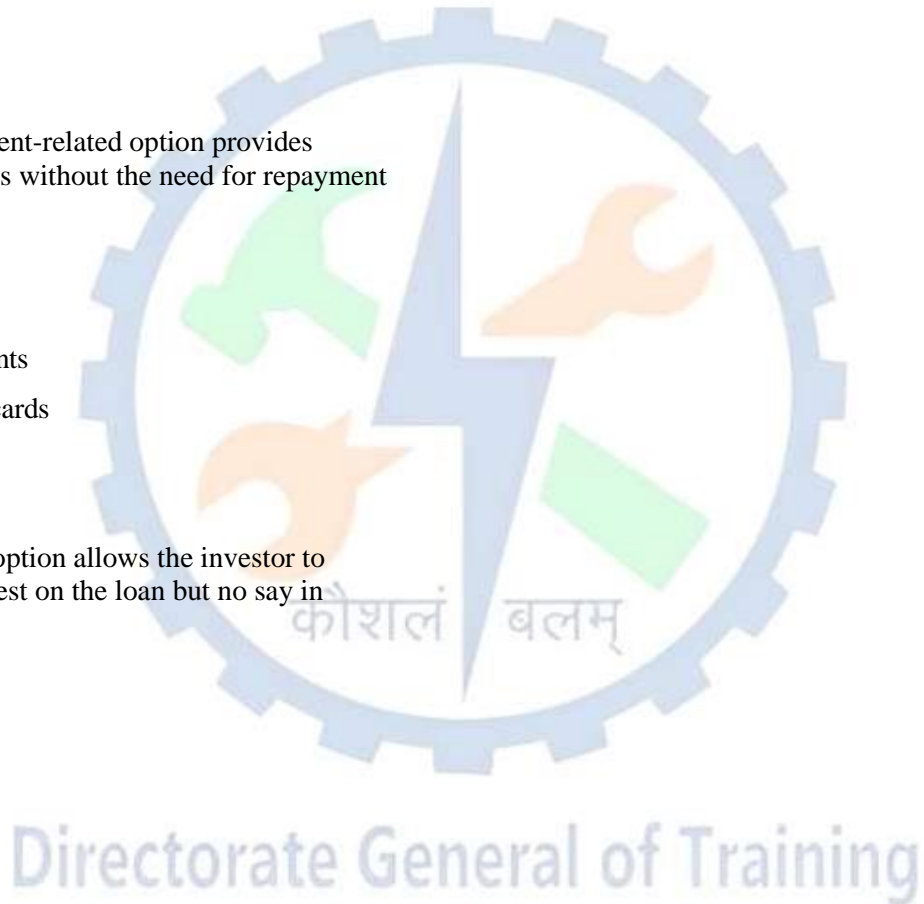 ent-related option provides
s without the need for repayment
nts
ards
option allows the investor to
est on the loan but no say in
कौशलं बलम्
Directorate General of Training